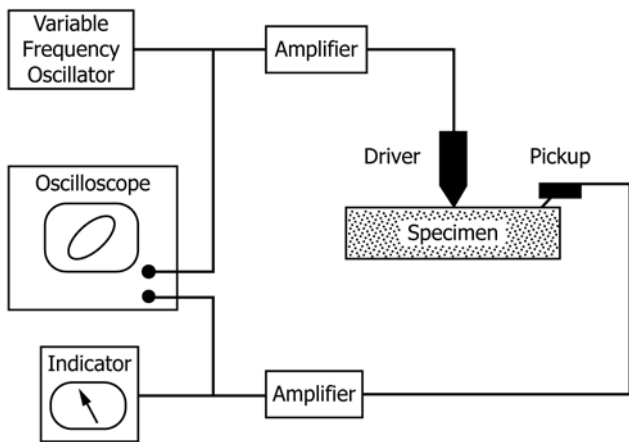 Variable
Frequency
Oscillator
Amplifier
Driver
Pickup
Oscilloscope
Specimen
Indicator
Amplifier